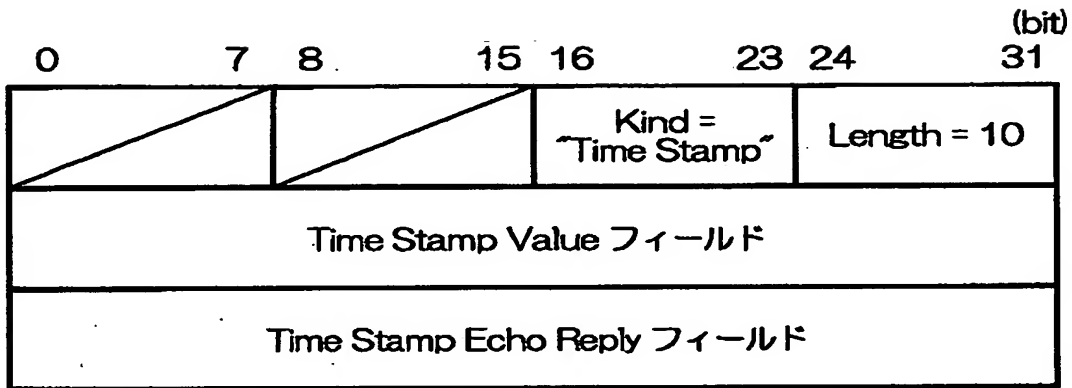 (bit)
0 7 8 15 16 23 24 31
Kind =
"Time Stamp"
Length = 10
Time Stamp Value フィールド
Time Stamp Echo Reply フィールド